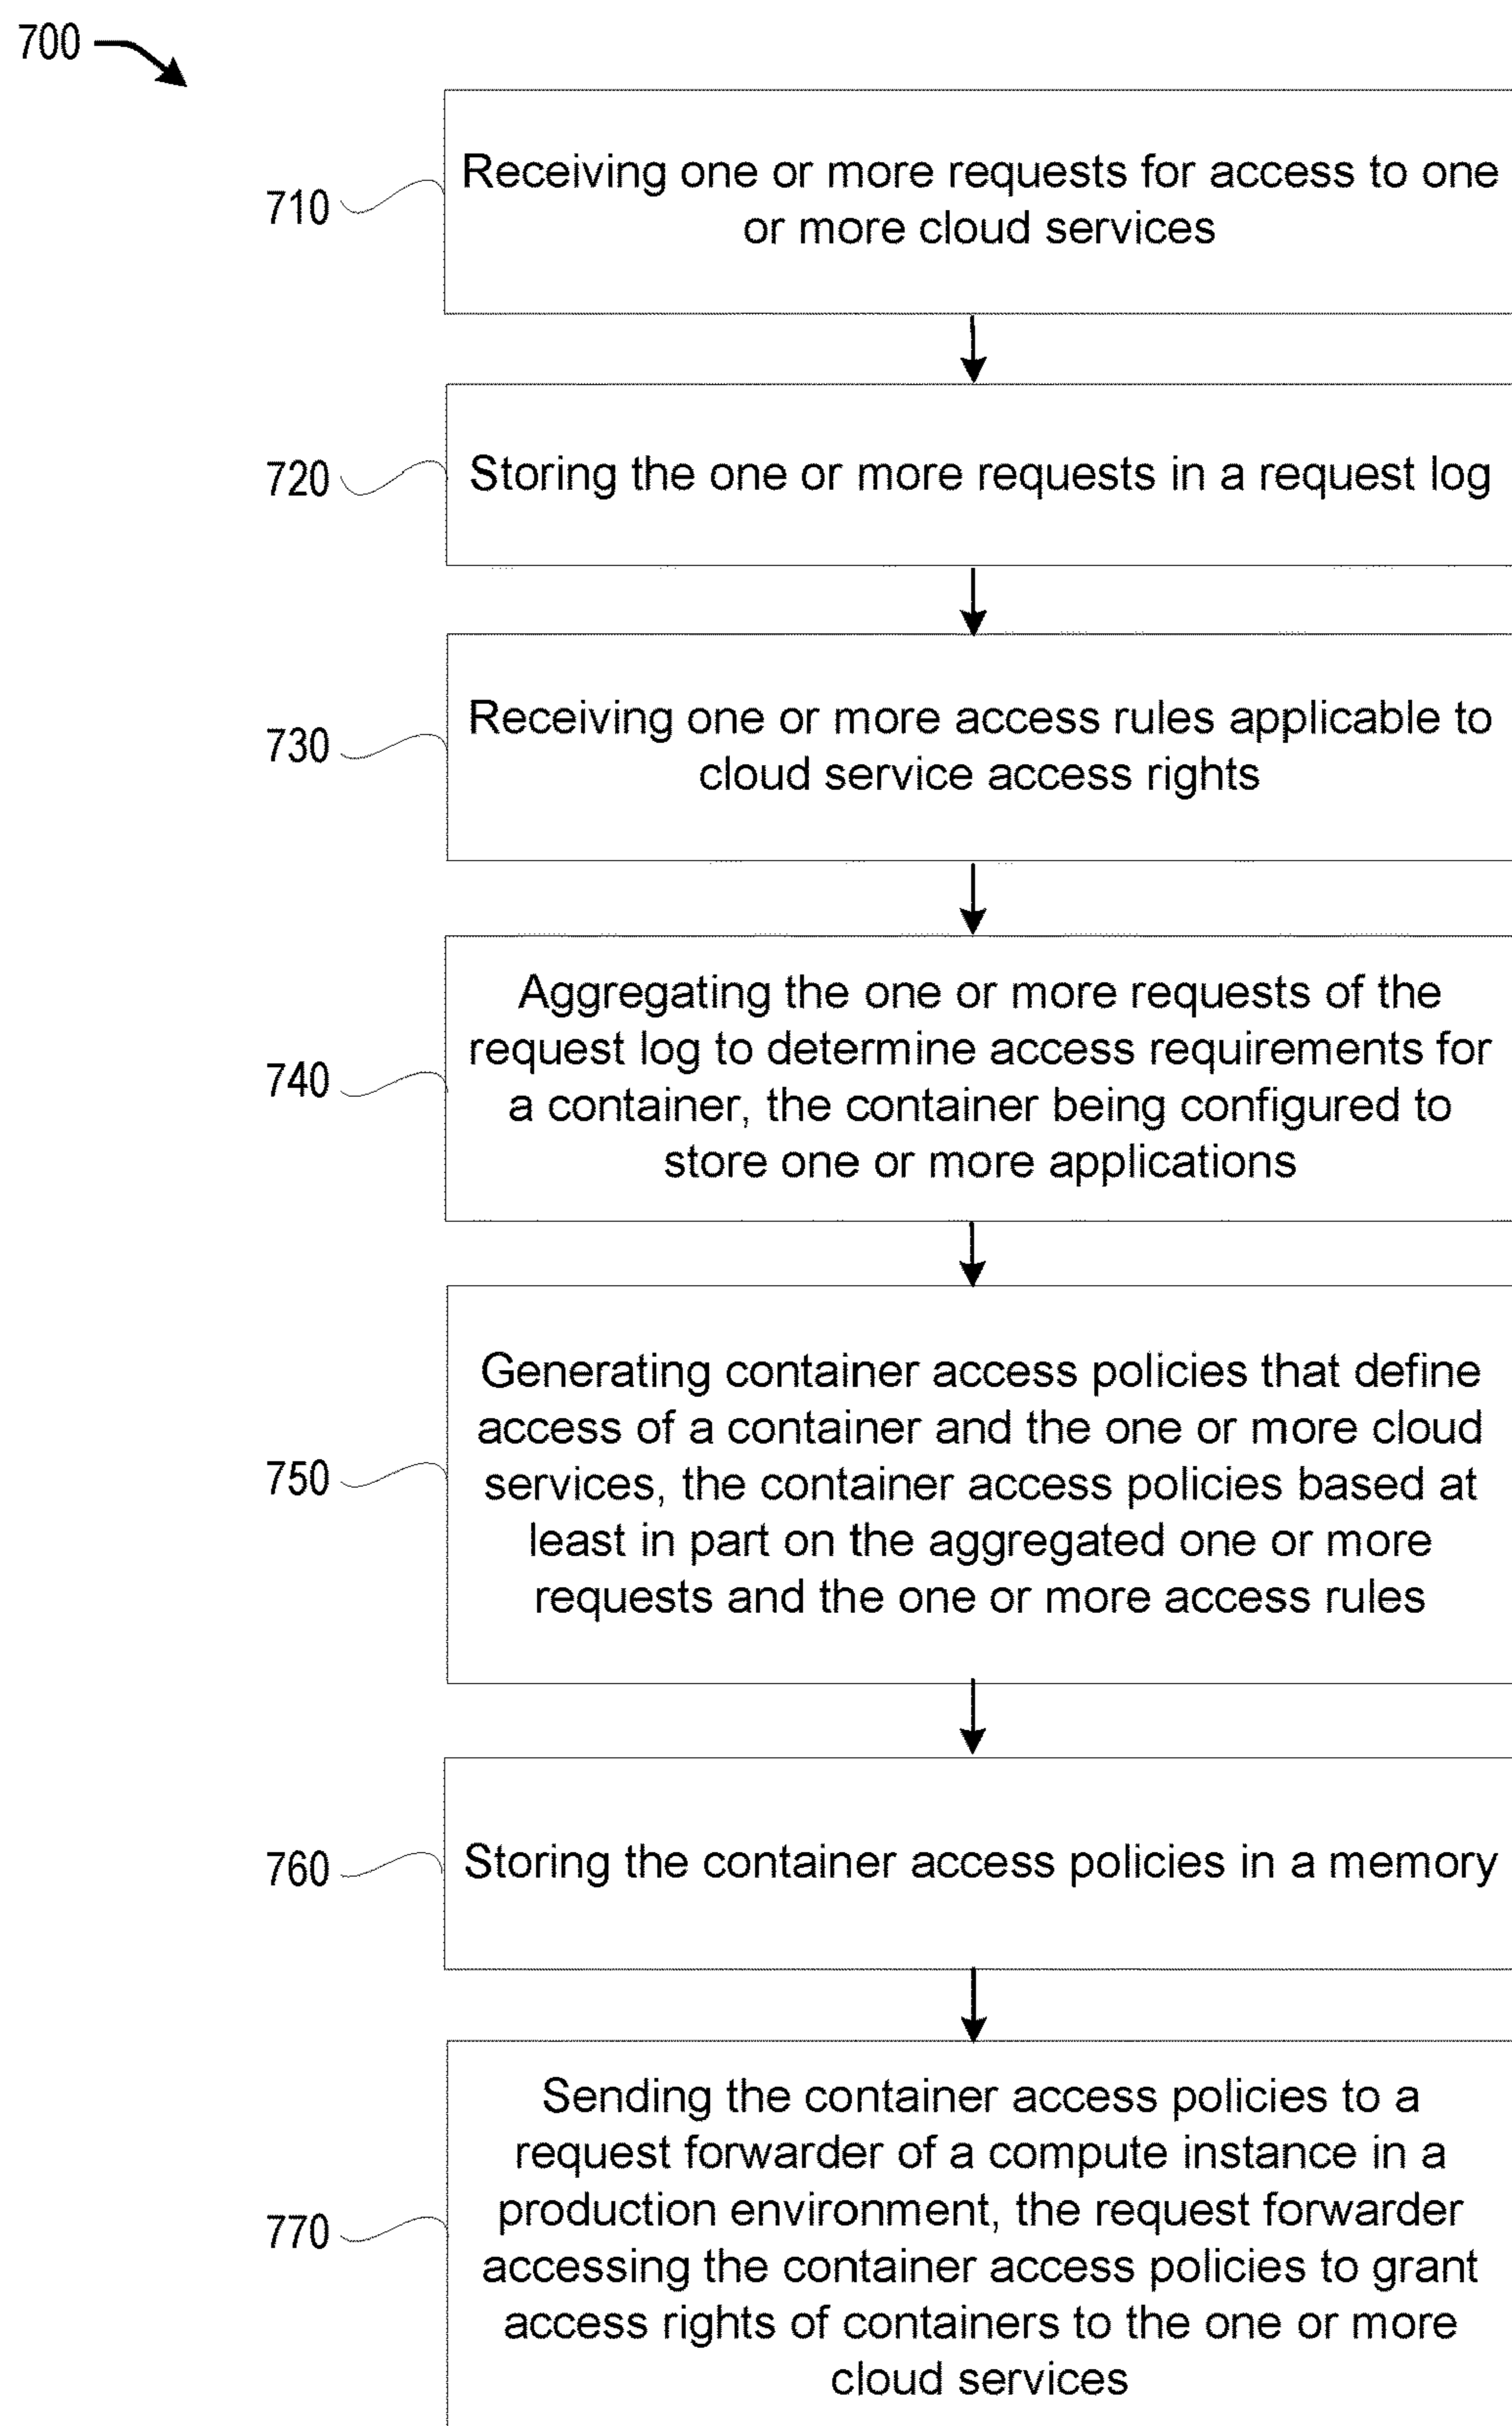 700
710
Receiving one or more requests for access to one
or more cloud services
720
Storing the one or more requests in a request log
730
Receiving one or more access rules applicable to
cloud service access rights
740
Aggregating the one or more requests of the
request log to determine access requirements for
a container, the container being configured to
store one or more applications
750
Generating container access policies that define
access of a container and the one or more cloud
services, the container access policies based at
least in part on the aggregated one or more
requests and the one or more access rules
760
Storing the container access policies in a memory
770
Sending the container access policies to a
request forwarder of a compute instance in a
production environment, the request forwarder
accessing the container access policies to grant
access rights of containers to the one or more
cloud services